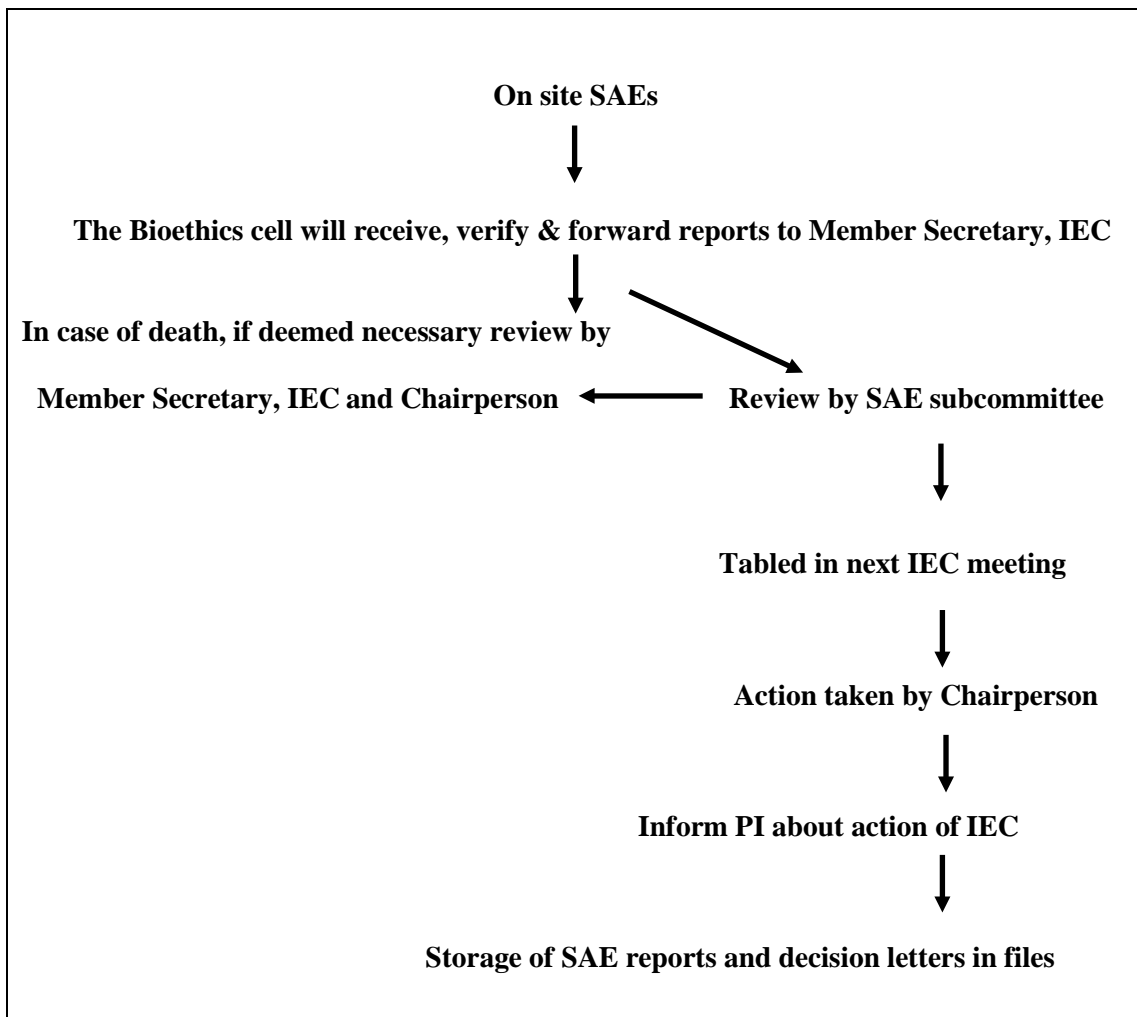 On site SAEs
The Bioethics cell will receive, verify & forward reports to Member Secretary, IEC
In case of death, if deemed necessary review by
Member Secretary, IEC and Chairperson
Review by SAE subcommittee
Tabled in next IEC meeting
Action taken by Chairperson
Inform PI about action of IEC
Storage of SAE reports and decision letters in files